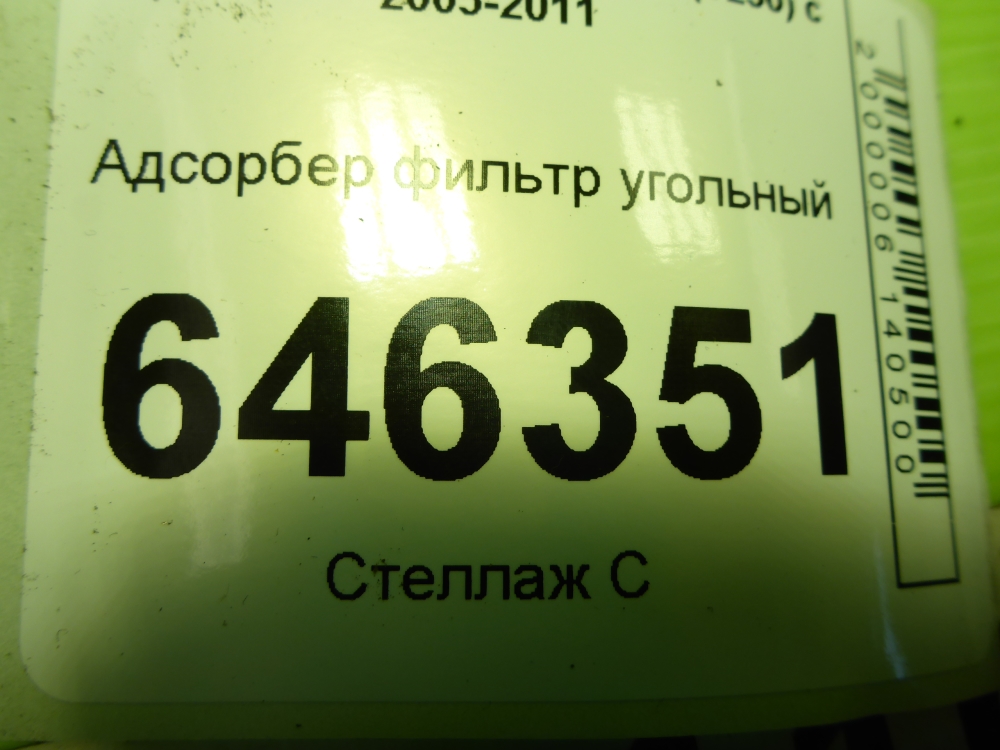 2005-2011
Адсорбер фильтр угольный
646351
Стеллаж С
2000006140500